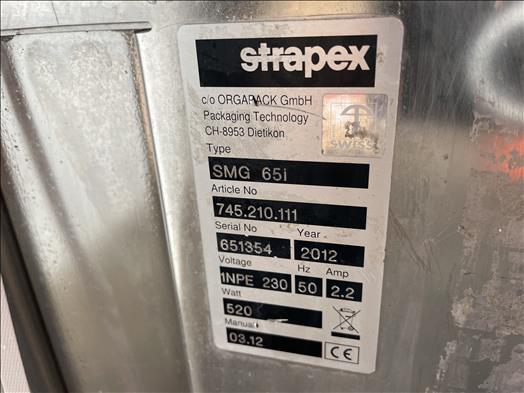 strapex
c/o ORGAPACK GmbH
Packaging Technology
CH-8953 Dietikon
SWISS
Type
SMG 65i
Article No
745.210.111
Serial No Year
651354 2012
Voltage Hz Amp
1NPE 230 50 2.2
Watt
520
Manual
03.12
CE